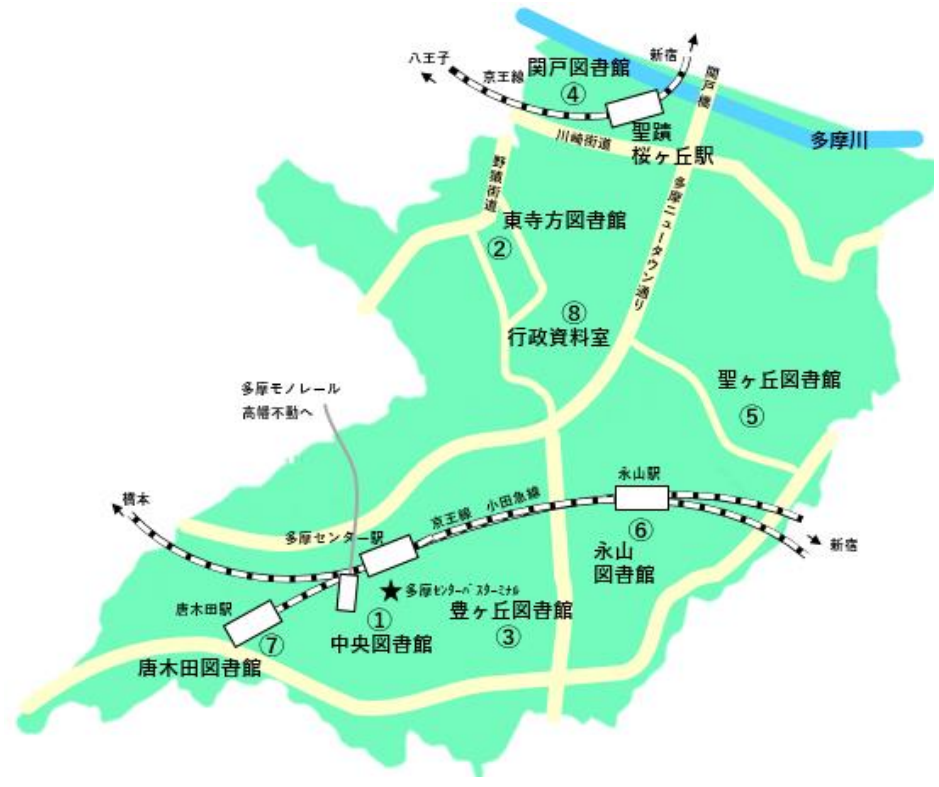 新宿
八王子
関戸図書館
京王線
④
関戸橋
聖蹟
桜ヶ丘駅
川崎街道
多摩川
野猿街道
東寺方図書館
②
多摩ニュータウン通り
⑧
行政資料室
聖ヶ丘図書館
⑤
多摩モノレール
高幡不動へ
永山駅
橋本
京王線 小田急線
多摩センター駅
⑥
新宿
永山
図書館
★多摩ｾﾝﾀｰﾊﾞｽﾀｰﾐﾅﾙ
唐木田駅
①
中央図書館
豊ヶ丘図書館
③
⑦
唐木田図書館